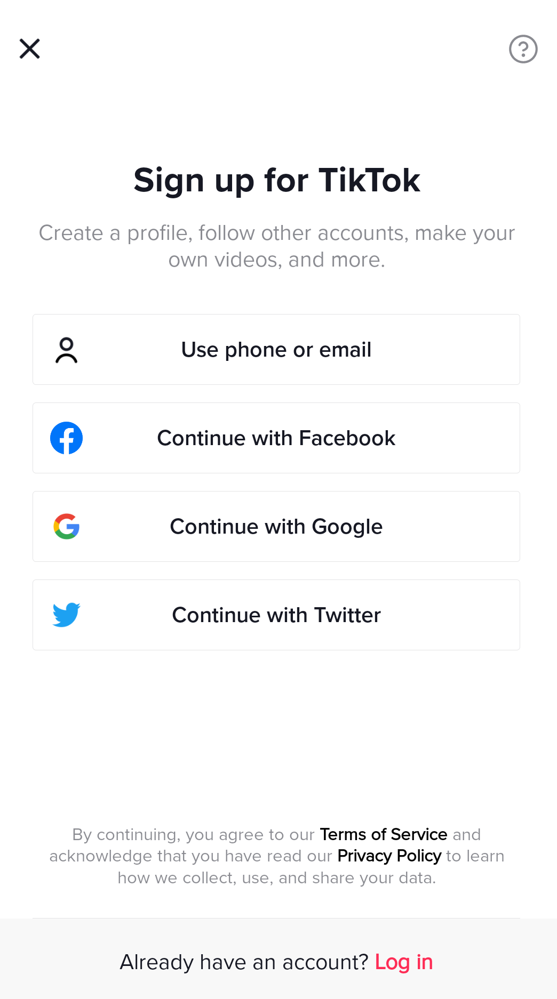 Sign up for TikTok
Create a profile, follow other accounts, make your
own videos, and more.
Use phone or email
Continue with Facebook
Continue with Google
Continue with Twitter
By continuing, you agree to our Terms of Service and
acknowledge that you have read our Privacy Policy to learn
how we collect, use, and share your data.
Already have an account? Log in